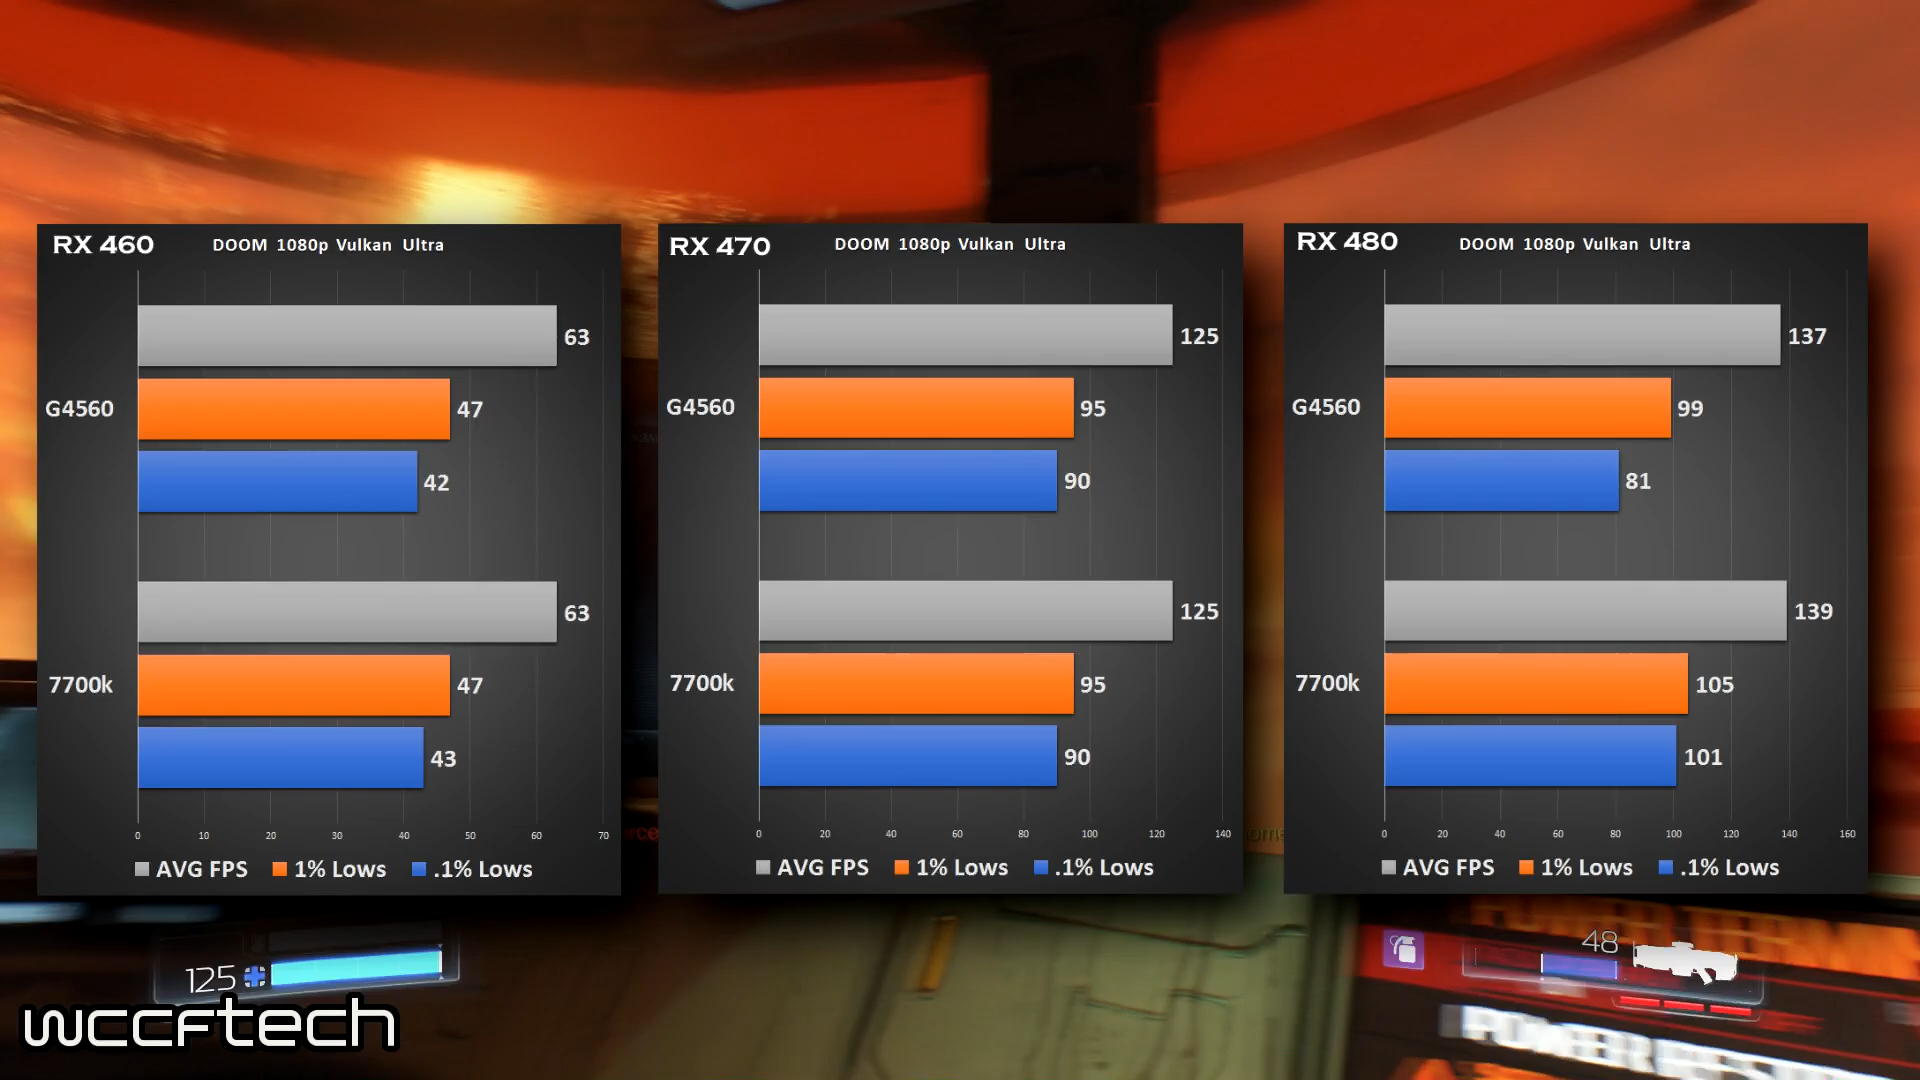 RX 460 DOOM 1080p Vulkan Ultra
63
G4560 47
42
63
7700k 47
43
0 10 20 30 40 50 60 70
AVG FPS 1% Lows .1% Lows
RX 470 DOOM 1080p Vulkan Ultra
125
G4560 95
90
125
7700k 95
90
0 20 40 60 80 100 120 140
AVG FPS 1% Lows .1% Lows
RX 480 DOOM 1080p Vulkan Ultra
137
G4560 99
81
139
7700k 105
101
0 20 40 60 80 100 120 140 160
AVG FPS 1% Lows .1% Lows
125
48
wccftech